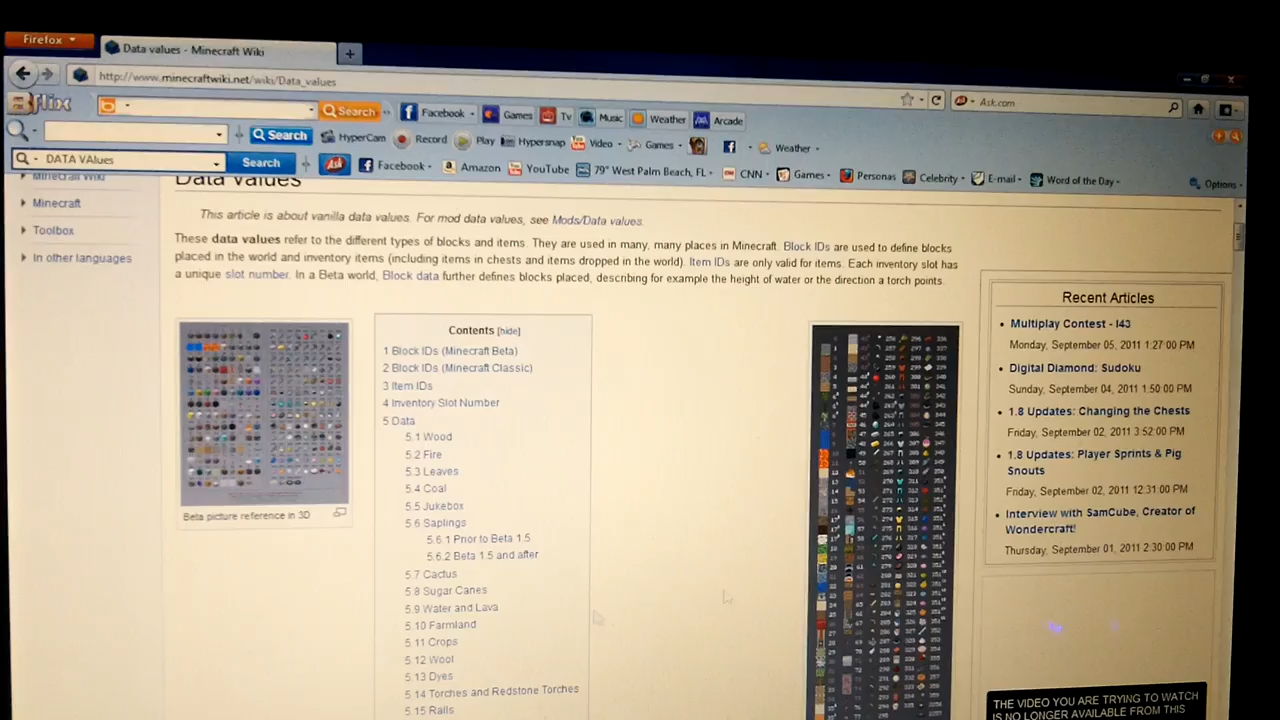 Firefox
Data values - Minecraft Wiki
http://www.minecraftwiki.net/wiki/Data_values
Ask.com
flix
Search
Facebook
Games
Tv
Music
Weather
Arcade
Search
HyperCam
Record
Play
Hypersnap
Video
Games
Weather
DATA VAlues
Search
Ask
Facebook
Amazon
YouTube
79° West Palm Beach, FL
CNN
Games
Personas
Celebrity
E-mail
Word of the Day
Options
Minecraft Wiki
Minecraft
Toolbox
In other languages
Data values
This article is about vanilla data values. For mod data values, see Mods/Data values.
These data values refer to the different types of blocks and items. They are used in many, many places in Minecraft. Block IDs are used to define blocks
placed in the world and inventory items (including items in chests and items dropped in the world). Item IDs are only valid for items. Each inventory slot has
a unique slot number. In a Beta world, Block data further defines blocks placed, describing for example the height of water or the direction a torch points.
Beta picture reference in 3D
Contents [hide]
1 Block IDs (Minecraft Beta)
2 Block IDs (Minecraft Classic)
3 Item IDs
4 Inventory Slot Number
5 Data
5.1 Wood
5.2 Fire
5.3 Leaves
5.4 Coal
5.5 Jukebox
5.6 Saplings
5.6.1 Prior to Beta 1.5
5.6.2 Beta 1.5 and after
5.7 Cactus
5.8 Sugar Canes
5.9 Water and Lava
5.10 Farmland
5.11 Crops
5.12 Wool
5.13 Dyes
5.14 Torches and Redstone Torches
5.15 Rails
Recent Articles
Multiplay Contest - I43
Monday, September 05, 2011 1:27:00 PM
Digital Diamond: Sudoku
Sunday, September 04, 2011 1:50:00 PM
1.8 Updates: Changing the Chests
Friday, September 02, 2011 3:52:00 PM
1.8 Updates: Player Sprints & Pig
Snouts
Friday, September 02, 2011 12:31:00 PM
Interview with SamCube, Creator of
Wondercraft!
Thursday, September 01, 2011 2:30:00 PM
THE VIDEO YOU ARE TRYING TO WATCH
IS NO LONGER AVAILABLE FROM THIS